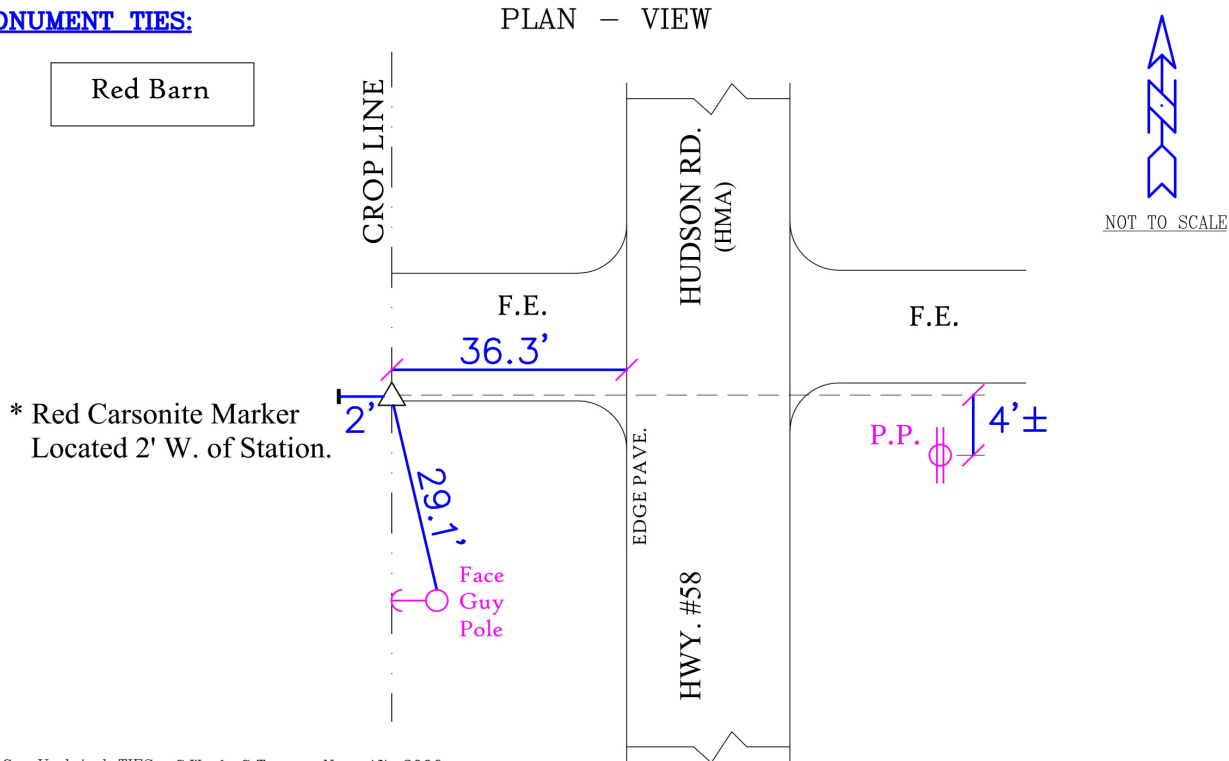 ONUMENT TIES:
PLAN – VIEW
Red Barn
CROP LINE
HUDSON RD.
(HMA)
NOT TO SCALE
F.E.
F.E.
36.3'
* Red Carsonite Marker
Located 2' W. of Station.
2'
4'±
P.P.
29.1'
EDGE PAVE.
Face
Guy
Pole
HWY. #58